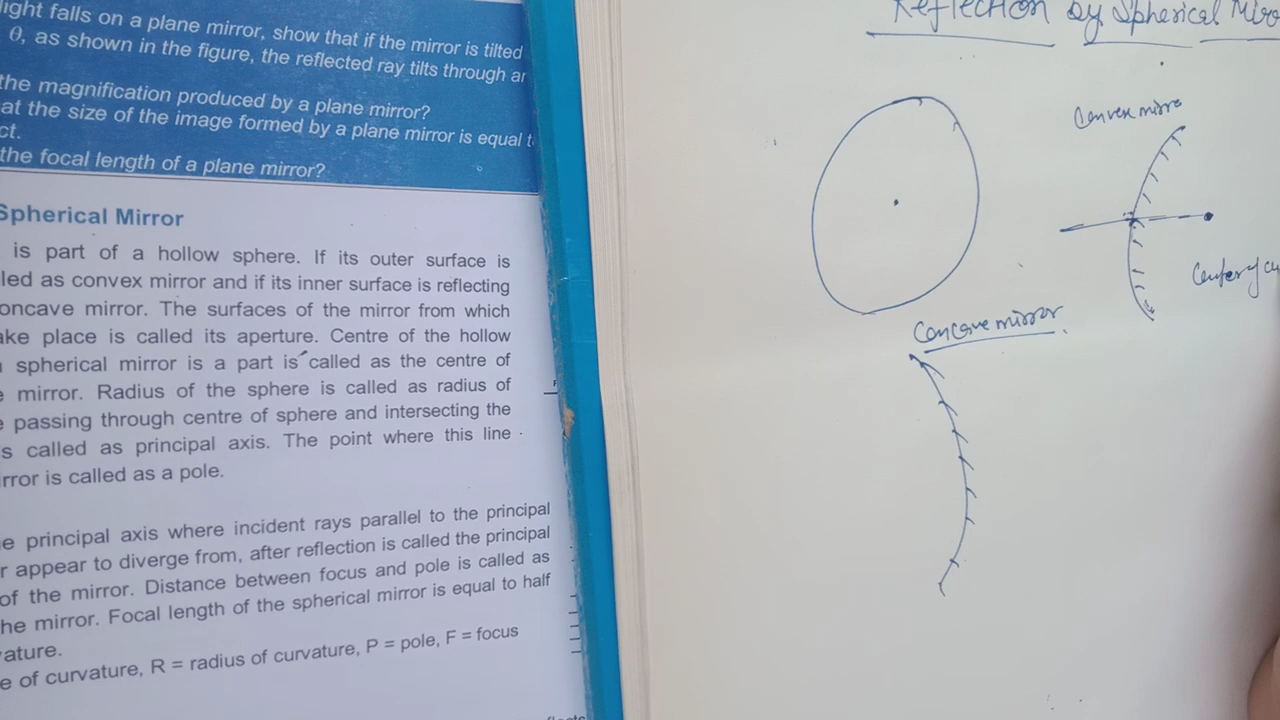 light falls on a plane mirror, show that if the mirror is tilted
θ, as shown in the figure, the reflected ray tilts through
the magnification produced by a plane mirror?
at the size of the image formed by a plane mirror is equal
ct.
the focal length of a plane mirror?
Spherical Mirror
is part of a hollow sphere. If its outer surface is
led as convex mirror and if its inner surface is reflecting
oncave mirror. The surfaces of the mirror from which
ake place is called its aperture. Centre of the hollow
spherical mirror is a part is called as the centre of
e mirror. Radius of the sphere is called as radius of
e passing through centre of sphere and intersecting the
s called as principal axis. The point where this line
irror is called as a pole.
e principal axis where incident rays parallel to the principal
r appear to diverge from, after reflection is called the principal
of the mirror. Distance between focus and pole is called as
he mirror. Focal length of the spherical mirror is equal to half
ature.
e of curvature, R = radius of curvature, P = pole, F = focus
Reflection by Spherical Miro
Convex mirro
Concave mirror